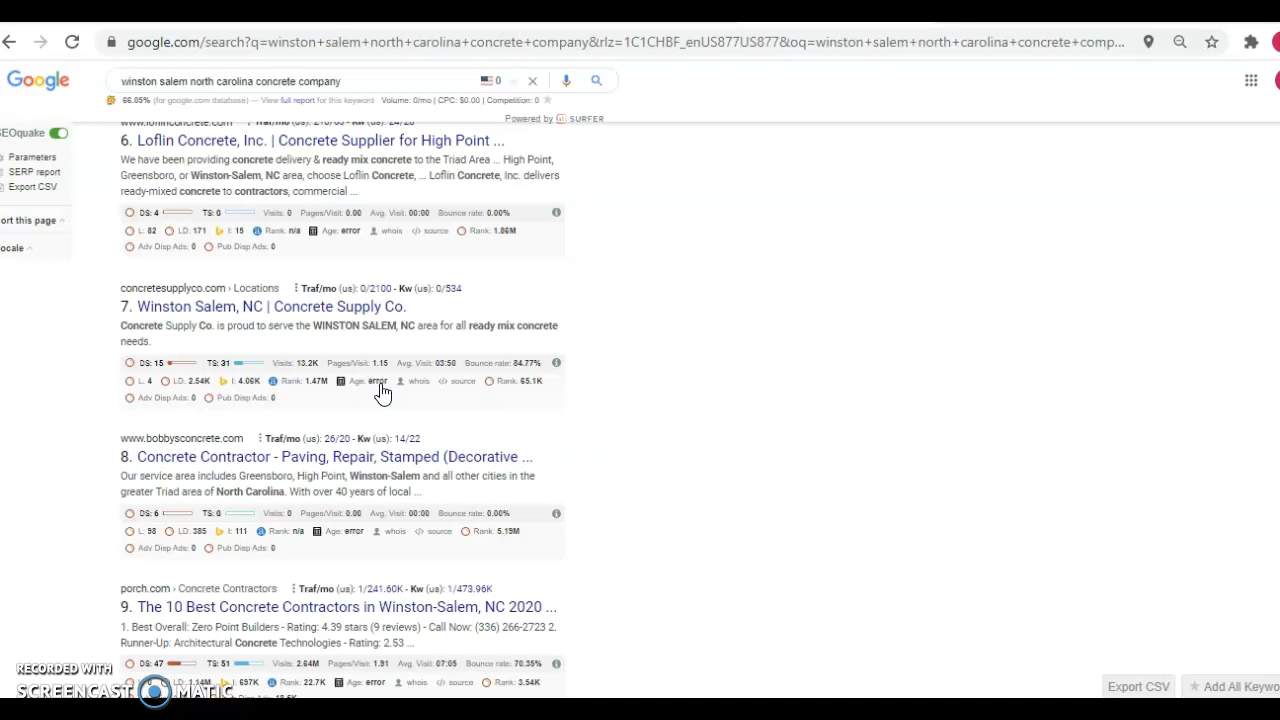 google.com/search?q=winston+salem+north+carolina+concrete+company&rlz=1C1CHBF_enUS877US877&oq=winston+salem+north+carolina+concrete+comp...
Google
winston salem north carolina concrete company
0
66.05% (for google.com database) — View full report for this keyword Volume: 0/mo | CPC: $0.00 | Competition: 0
Powered by SURFER
SEOquake
Parameters
SERP report
Export CSV
ort this page
ocale
6. Loflin Concrete, Inc. | Concrete Supplier for High Point ...
We have been providing concrete delivery & ready mix concrete to the Triad Area ... High Point,
Greensboro, or Winston-Salem, NC area, choose Loflin Concrete, ... Loflin Concrete, Inc. delivers
ready-mixed concrete to contractors, commercial ...
DS: 4 TS: 0 Visits: 0 Pages/Visit: 0.00 Avg. Visit: 00:00 Bounce rate: 0.00%
L: 82 LD: 171 I: 15 Rank: n/a Age: error whois source Rank: 1.86M
Adv Disp Ads: 0 Pub Disp Ads: 0
concretesupplyco.com › Locations Traf/mo (us): 0/2100 - Kw (us): 0/534
7. Winston Salem, NC | Concrete Supply Co.
Concrete Supply Co. is proud to serve the WINSTON SALEM, NC area for all ready mix concrete
needs.
DS: 15 TS: 31 Visits: 13.2K Pages/Visit: 1.15 Avg. Visit: 03:50 Bounce rate: 84.77%
L: 4 LD: 2.54K I: 4.06K Rank: 1.47M Age: error whois source Rank: 65.1K
Adv Disp Ads: 0 Pub Disp Ads: 0
www.bobbysconcrete.com Traf/mo (us): 26/20 - Kw (us): 14/22
8. Concrete Contractor - Paving, Repair, Stamped (Decorative ...
Our service area includes Greensboro, High Point, Winston-Salem and all other cities in the
greater Triad area of North Carolina. With over 40 years of local ...
DS: 6 TS: 0 Visits: 0 Pages/Visit: 0.00 Avg. Visit: 00:00 Bounce rate: 0.00%
L: 98 LD: 385 I: 111 Rank: n/a Age: error whois source Rank: 5.19M
Adv Disp Ads: 0 Pub Disp Ads: 0
porch.com › Concrete Contractors Traf/mo (us): 1/241.60K - Kw (us): 1/473.96K
9. The 10 Best Concrete Contractors in Winston-Salem, NC 2020 ...
1. Best Overall: Zero Point Builders - Rating: 4.39 stars (9 reviews) - Call Now: (336) 266-2723 2.
Runner-Up: Architectural Concrete Technologies - Rating: 2.53 ...
DS: 47 TS: 51 Visits: 2.64M Pages/Visit: 1.91 Avg. Visit: 07:05 Bounce rate: 70.35%
LD: 1.14M I: 697K Rank: 22.7K Age: error whois source Rank: 3.54K
RECORDED WITH
SCREENCAST MATIC
Export CSV
Add All Keywo